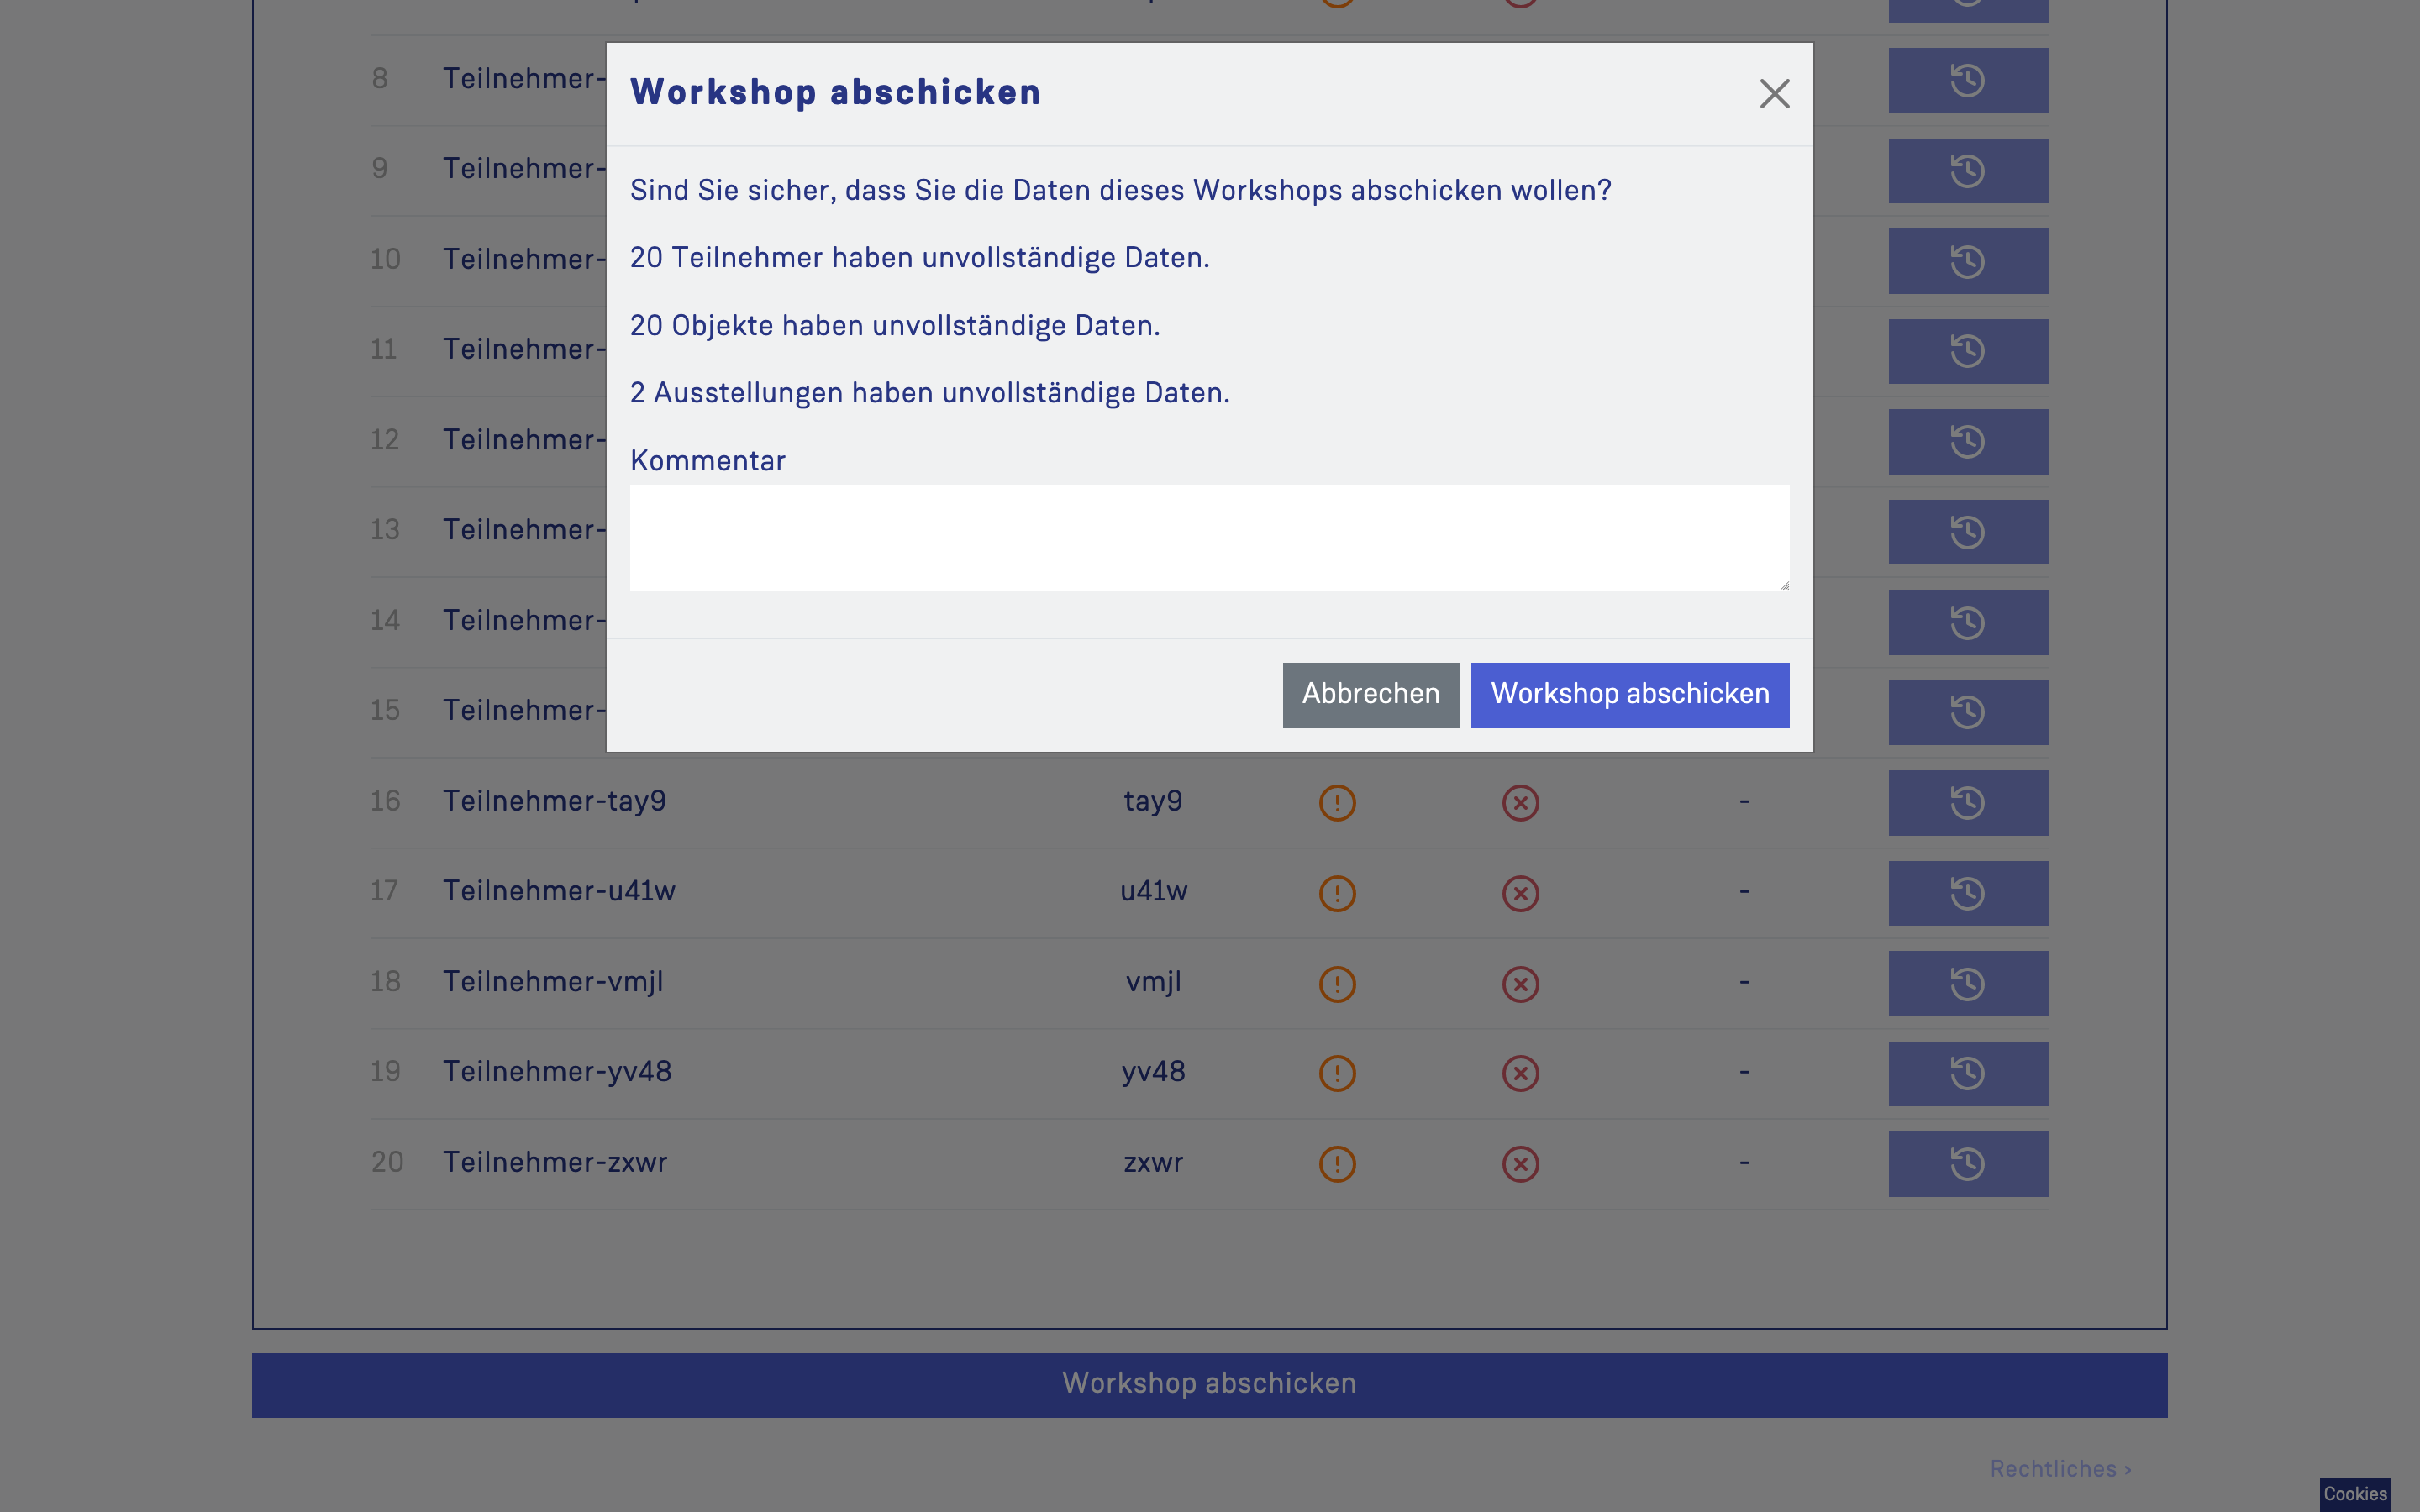 Workshop abschicken
Sind Sie sicher, dass Sie die Daten dieses Workshops abschicken wollen?
20 Teilnehmer haben unvollständige Daten.
20 Objekte haben unvollständige Daten.
2 Ausstellungen haben unvollständige Daten.
Kommentar
Abbrechen Workshop abschicken
8 Teilnehmer-
9 Teilnehmer-
10 Teilnehmer-
11 Teilnehmer-
12 Teilnehmer-
13 Teilnehmer-
14 Teilnehmer-
15 Teilnehmer-
16 Teilnehmer-tay9 tay9 -
17 Teilnehmer-u41w u41w -
18 Teilnehmer-vmjl vmjl -
19 Teilnehmer-yv48 yv48 -
20 Teilnehmer-zxwr zxwr -
Workshop abschicken
Rechtliches >
Cookies